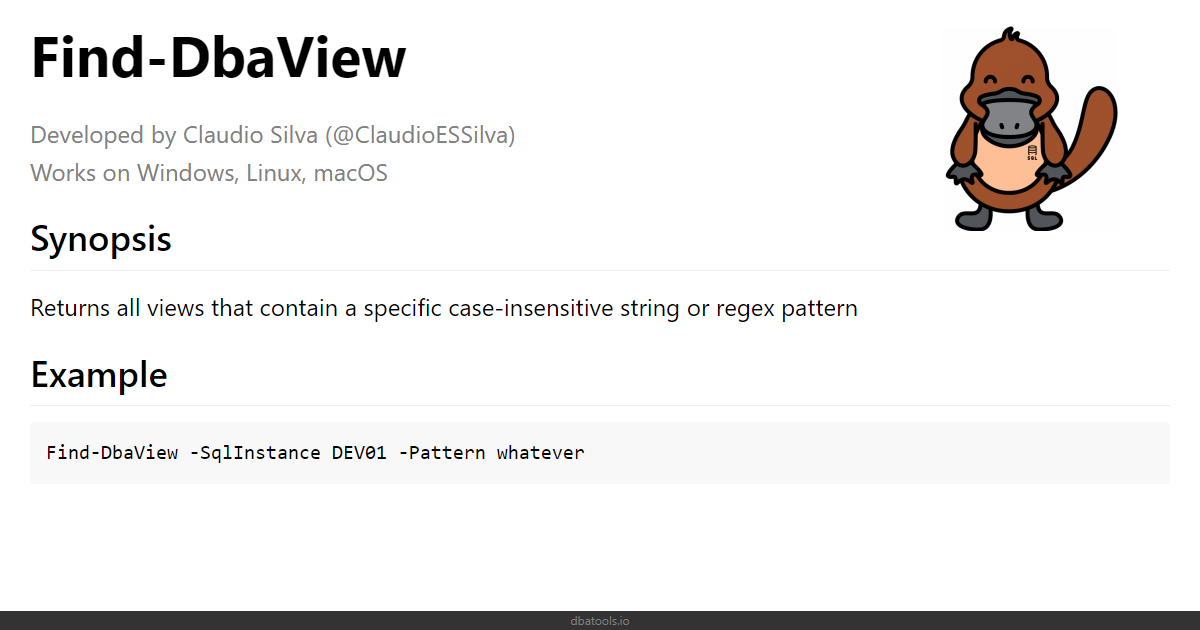 Find-DbaView
Developed by Claudio Silva (@ClaudioESSilva)
Works on Windows, Linux, macOS
SQL
Synopsis
Returns all views that contain a specific case-insensitive string or regex pattern
Example
Find-DbaView -SqlInstance DEV01 -Pattern whatever
dbatools.io